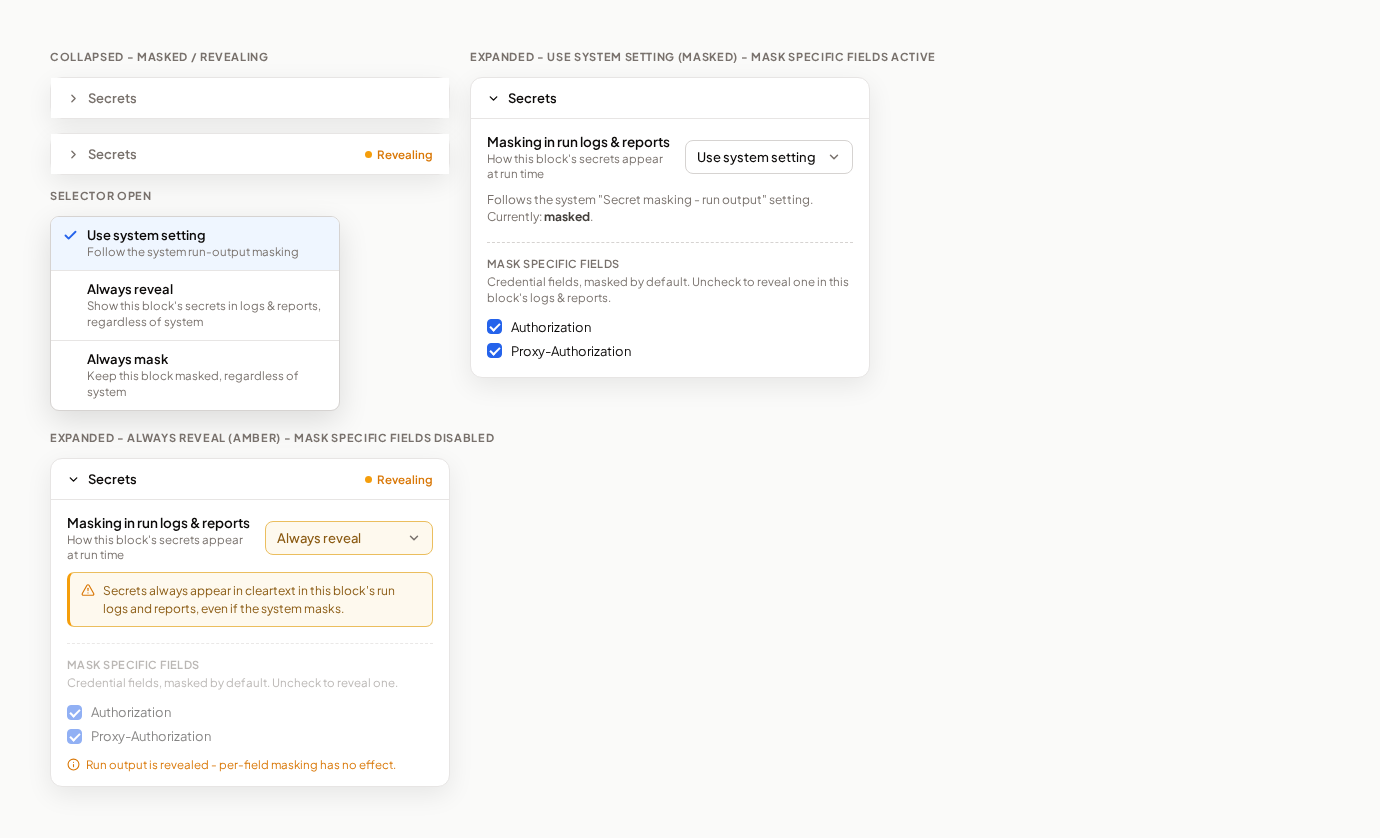 COLLAPSED - MASKED / REVEALING
Secrets
Secrets
Revealing
SELECTOR OPEN
Use system setting
Follow the system run-output masking
Always reveal
Show this block's secrets in logs & reports,
regardless of system
Always mask
Keep this block masked, regardless of
system
EXPANDED - USE SYSTEM SETTING (MASKED) - MASK SPECIFIC FIELDS ACTIVE
Secrets
Masking in run logs & reports
How this block's secrets appear
at run time
Use system setting
Follows the system "Secret masking - run output" setting.
Currently: masked.
MASK SPECIFIC FIELDS
Credential fields, masked by default. Uncheck to reveal one in this
block's logs & reports.
Authorization
Proxy-Authorization
EXPANDED - ALWAYS REVEAL (AMBER) - MASK SPECIFIC FIELDS DISABLED
Secrets
Revealing
Masking in run logs & reports
How this block's secrets appear
at run time
Always reveal
Secrets always appear in cleartext in this block's run
logs and reports, even if the system masks.
MASK SPECIFIC FIELDS
Credential fields, masked by default. Uncheck to reveal one.
Authorization
Proxy-Authorization
Run output is revealed - per-field masking has no effect.